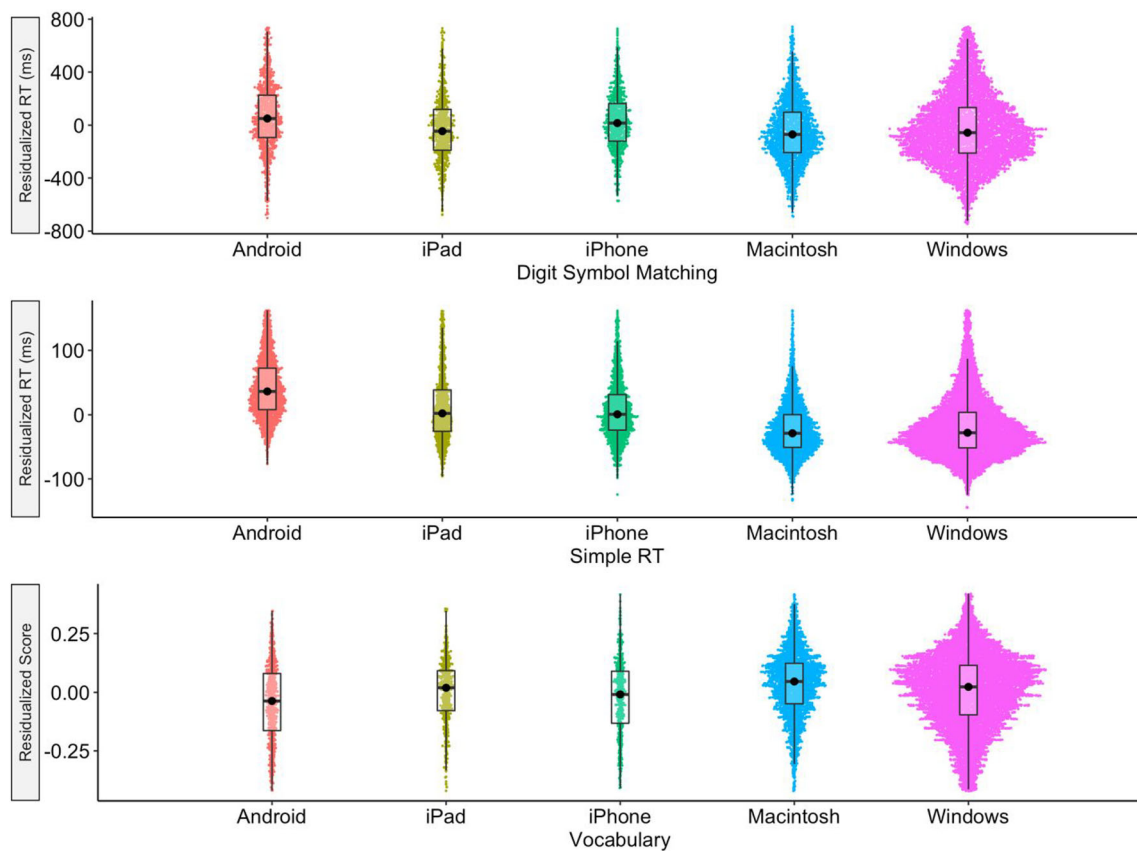 Residualized RT (ms)
800
400
0
-400
-800
Android iPad iPhone Macintosh Windows
Digit Symbol Matching
Residualized RT (ms)
100
0
-100
Android iPad iPhone Macintosh Windows
Simple RT
Residualized Score
0.25
0.00
-0.25
Android iPad iPhone Macintosh Windows
Vocabulary